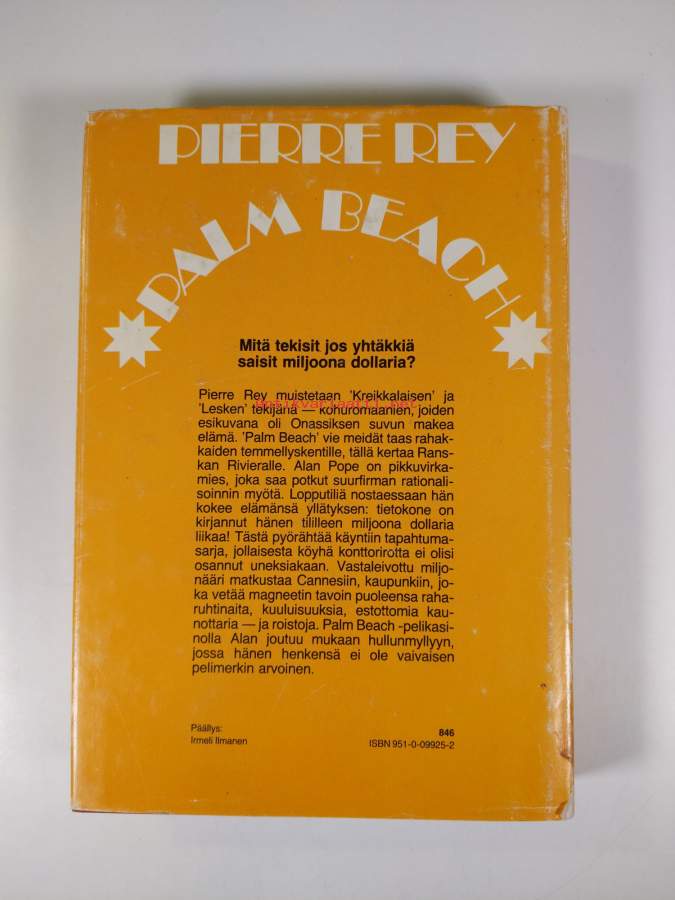 PIERRE REY
PALM BEACH
Mitä tekisit jos yhtäkkiä
saisit miljoona dollaria?
Pierre Rey muistetaan 'Kreikkalaisen' ja
'Lesken' tekijänä — kohuromaanien, joiden
antikvariaatti.net
esikuvana oli Onassiksen suvun makea
elämä. 'Palm Beach' vie meidät taas rahak-
kaiden temmellyskentille, tällä kertaa Rans-
kan Rivieralle. Alan Pope on pikkuvirka-
mies, joka saa potkut suurfirman rationali-
soinnin myötä. Lopputiliä nostaessaan hän
kokee elämänsä yllätyksen: tietokone on
kirjannut hänen tililleen miljoona dollaria
liikaa! Tästä pyörähtää käyntiin tapahtuma-
sarja, jollaisesta köyhä konttorirotta ei olisi
osannut uneksiakaan. Vastaleivottu miljo-
nääri matkustaa Cannesiin, kaupunkiin, jo-
ka vetää magneetin tavoin puoleensa raha-
ruhtinaita, kuuluisuuksia, estottomia kau-
nottaria — ja roistoja. Palm Beach -pelikasi-
nolla Alan joutuu mukaan hullunmyllyyn,
jossa hänen henkensä ei ole vaivaisen
pelimerkin arvoinen.
Päällys:
Irmeli Ilmanen
846
ISBN 951-0-09925-2